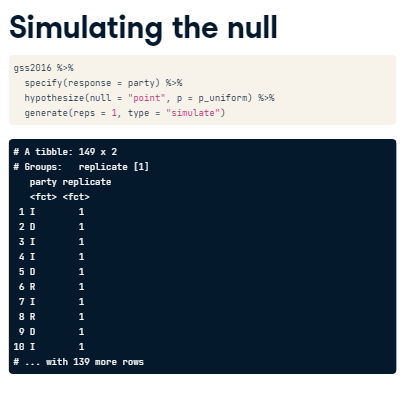 Simulating the null
gss2016 %>%
  specify(response = party) %>%
  hypothesize(null = "point", p = p_uniform) %>%
  generate(reps = 1, type = "simulate")
# A tibble: 149 x 2
# Groups:   replicate [1]
   party replicate
   <fct> <fct>
 1 I     1
 2 D     1
 3 I     1
 4 I     1
 5 D     1
 6 R     1
 7 I     1
 8 R     1
 9 D     1
10 I     1
# ... with 139 more rows